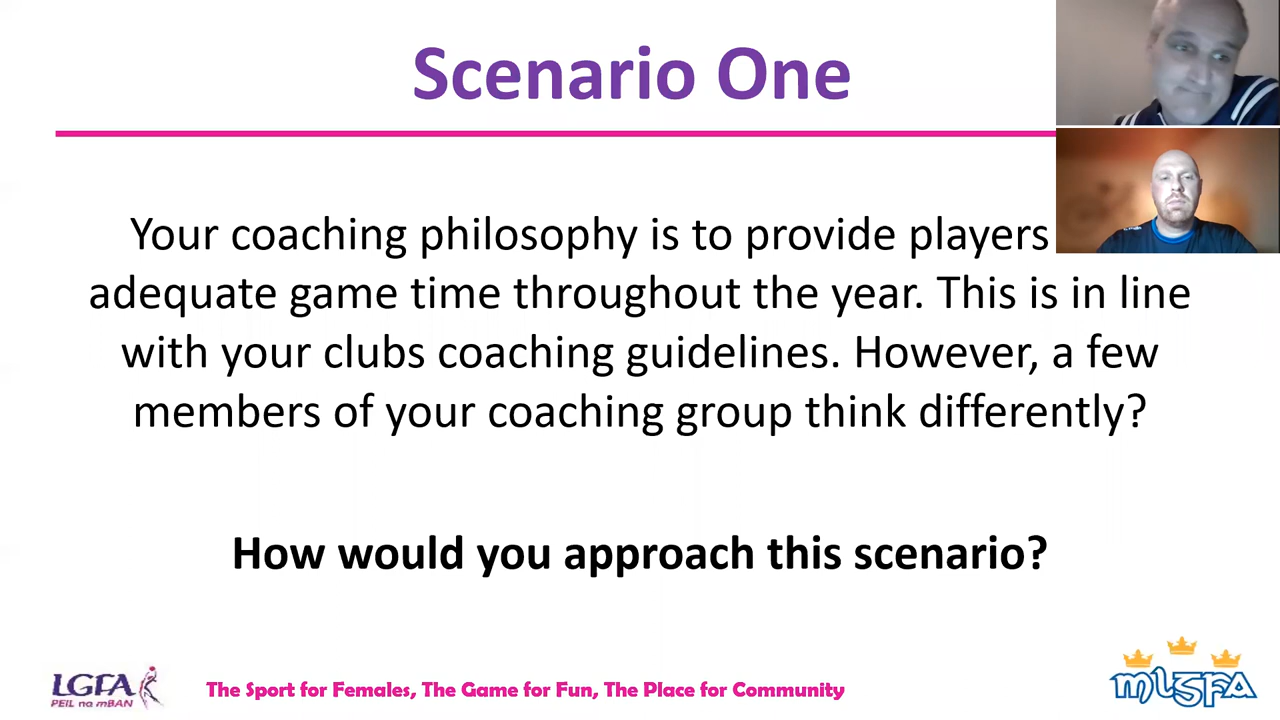 Scenario One
Your coaching philosophy is to provide players
adequate game time throughout the year. This is in line
with your clubs coaching guidelines. However, a few
members of your coaching group think differently?
How would you approach this scenario?
LGFA
PEIL na mBAN
The Sport for Females, The Game for Fun, The Place for Community
MLGFA